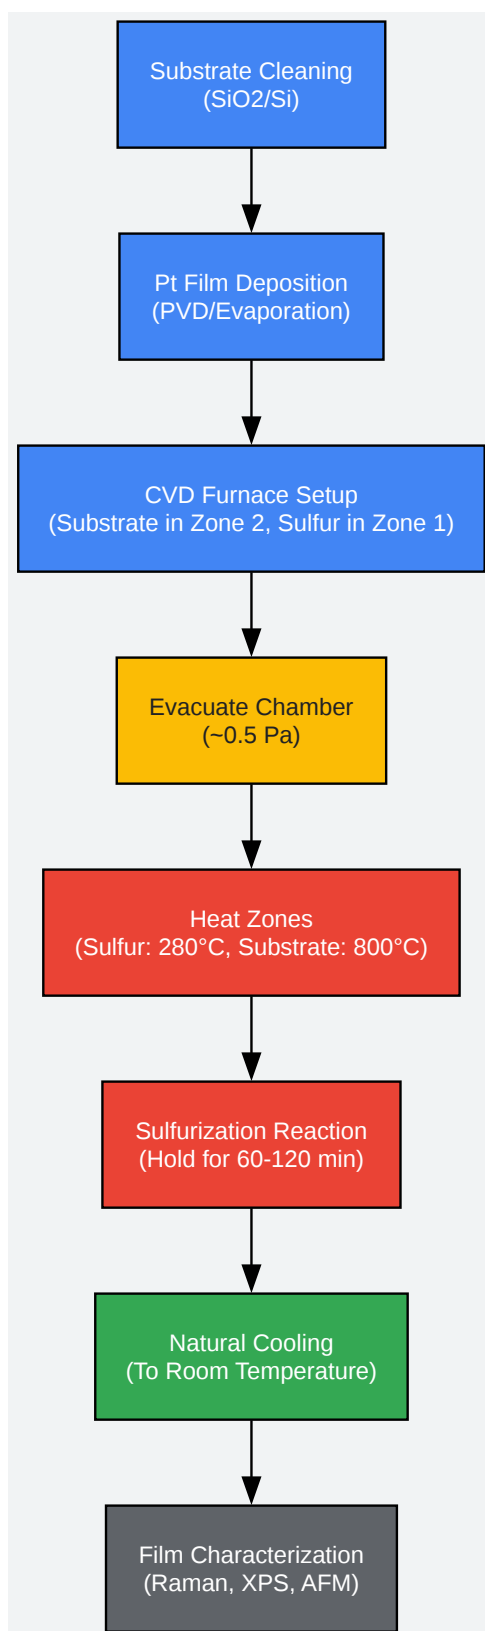 Substrate Cleaning
(SiO2/Si)
Pt Film Deposition
(PVD/Evaporation)
CVD Furnace Setup
(Substrate in Zone 2, Sulfur in Zone 1)
Evacuate Chamber
(~0.5 Pa)
Heat Zones
(Sulfur: 280°C, Substrate: 800°C)
Sulfurization Reaction
(Hold for 60-120 min)
Natural Cooling
(To Room Temperature)
Film Characterization
(Raman, XPS, AFM)